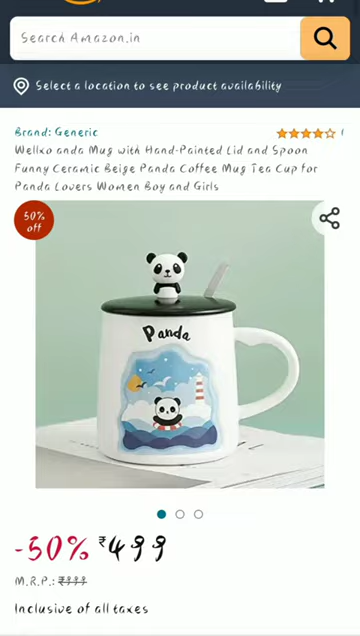 Search Amazon.in
Select a location to see product availability
Brand: Generic
Wellxo anda Mug with Hand-Painted Lid and Spoon
Funny Ceramic Beige Panda Coffee Mug Tea Cup for
Panda Lovers Women Boy and Girls
50%
off
Panda
-50% ₹499
M.R.P.: ₹999
Inclusive of all taxes